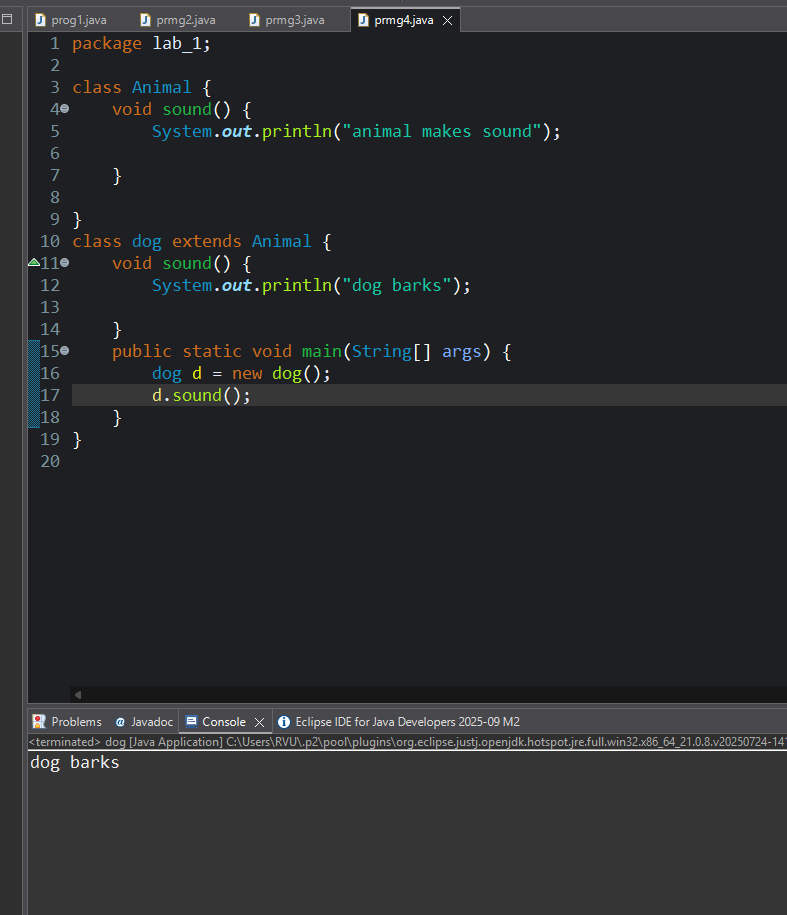 prog1.java prmg2.java prmg3.java prmg4.java
1 package lab_1;
2
3 class Animal {
4 void sound() {
5 System.out.println("animal makes sound");
6
7 }
8
9 }
10 class dog extends Animal {
11 void sound() {
12 System.out.println("dog barks");
13
14 }
15 public static void main(String[] args) {
16 dog d = new dog();
17 d.sound();
18 }
19 }
20
Problems Javadoc Console Eclipse IDE for Java Developers 2025-09 M2
<terminated> dog [Java Application] C:\Users\RVU\.p2\pool\plugins\org.eclipse.justj.openjdk.hotspot.jre.full.win32.x86_64_21.0.8.v20250724-141
dog barks